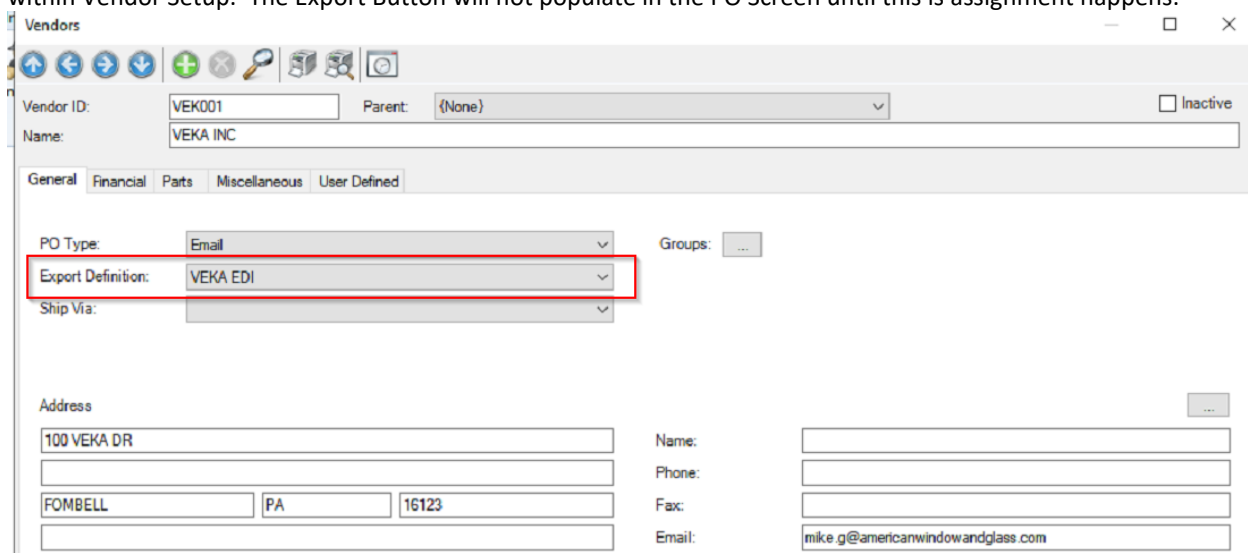 within Vendor Setup. The Export Button will not populate in the PO Screen until this is assignment happens.
Vendors
Vendor ID: VEK001 Parent: {None} Inactive
Name: VEKA INC
General Financial Parts Miscellaneous User Defined
PO Type: Email Groups: ...
Export Definition: VEKA EDI
Ship Via:
Address ...
100 VEKA DR Name:
Phone:
FOMBELL PA 16123 Fax:
Email: mike.g@americanwindowandglass.com